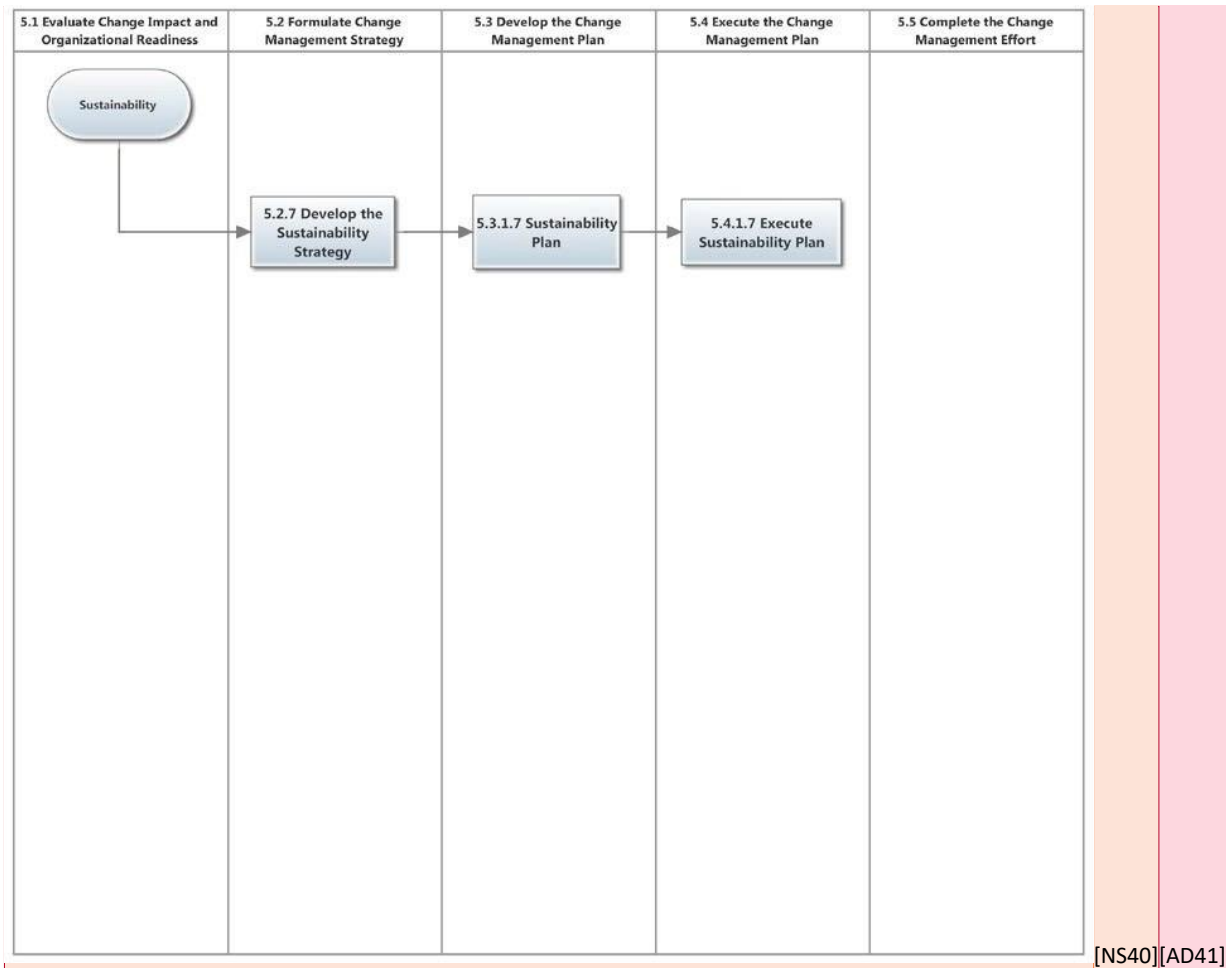 5.1 Evaluate Change Impact and
Organizational Readiness
5.2 Formulate Change
Management Strategy
5.3 Develop the Change
Management Plan
5.4 Execute the Change
Management Plan
5.5 Complete the Change
Management Effort
Sustainability
5.2.7 Develop the
Sustainability
Strategy
5.3.1.7 Sustainability
Plan
5.4.1.7 Execute
Sustainability Plan
[NS40][AD41]